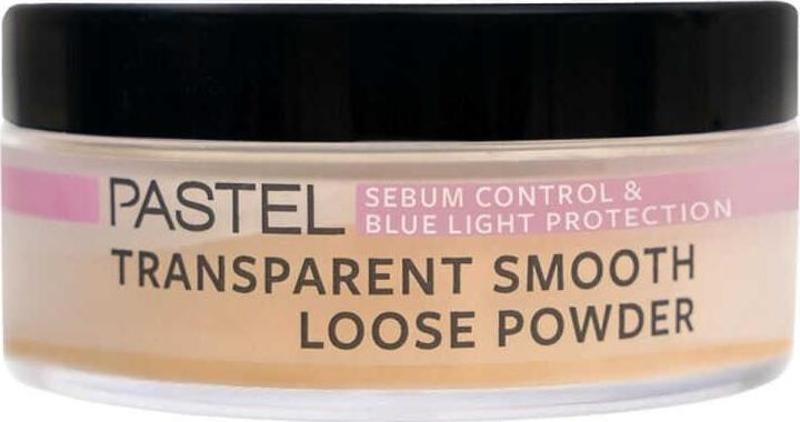 PASTEL
SEBUM CONTROL &
BLUE LIGHT PROTECTION
TRANSPARENT SMOOTH
LOOSE POWDER